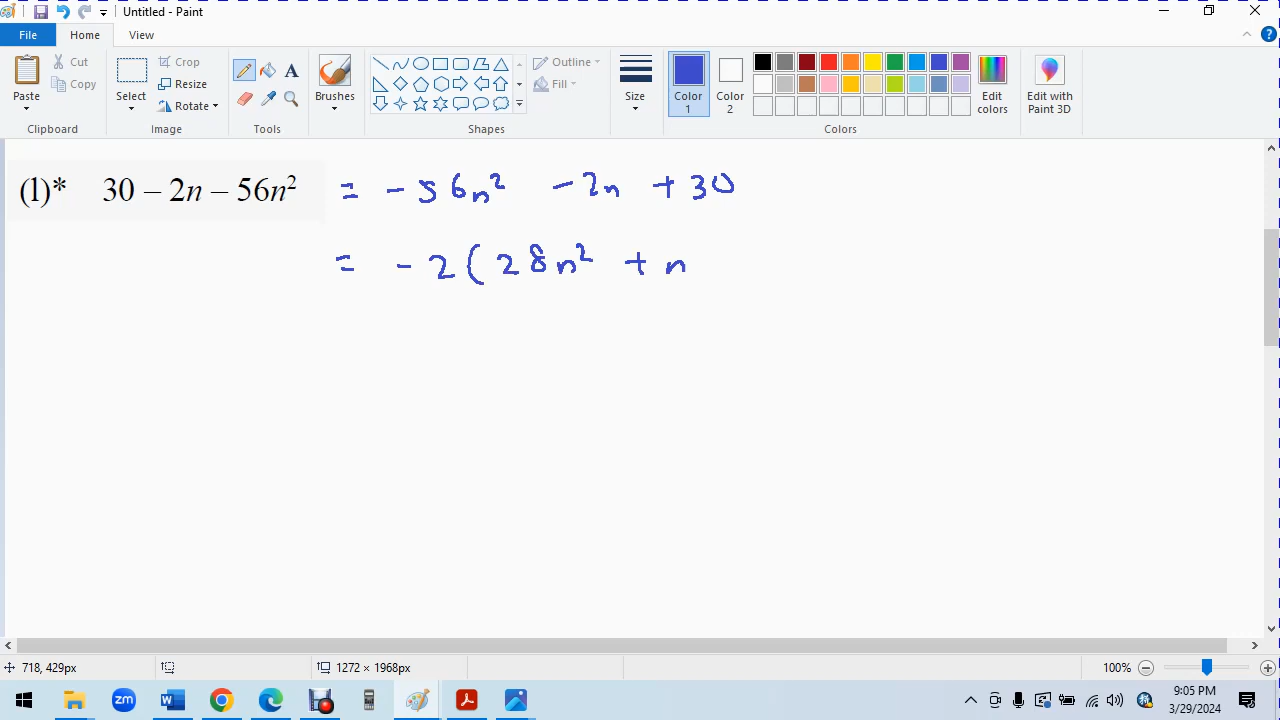 Untitled - Paint
File Home View
Paste Cut Copy Clipboard
Select Crop Resize Rotate Image
Tools
Brushes
Shapes
Outline Fill
Size
Color 1 Color 2 Colors
Edit colors
Edit with Paint 3D
(l)* 30 – 2n – 56n² = - 56n² - 2n + 30
= - 2 ( 28n² + n
718, 429px 1272 × 1968px 100%
zm W 9:05 PM
3/29/2024